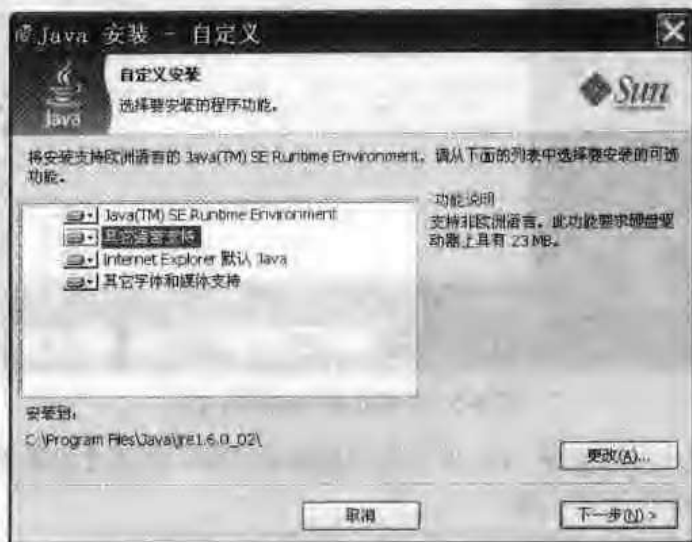 Java 安装 - 自定义
自定义安装
选择要安装的程序功能。
Java
Sun
将安装支持欧洲语言的 Java(TM) SE Runtime Environment。请从下面的列表中选择要安装的可选
功能。
Java(TM) SE Runtime Environment
其它语言支持
Internet Explorer 默认 Java
其它字体和媒体支持
功能说明
支持非欧洲语言。此功能要求硬盘驱
动器上具有 23 MB。
安装到:
C:\Program Files\Java\jre1.6.0_02\
更改(A)...
取消
下一步(N) >